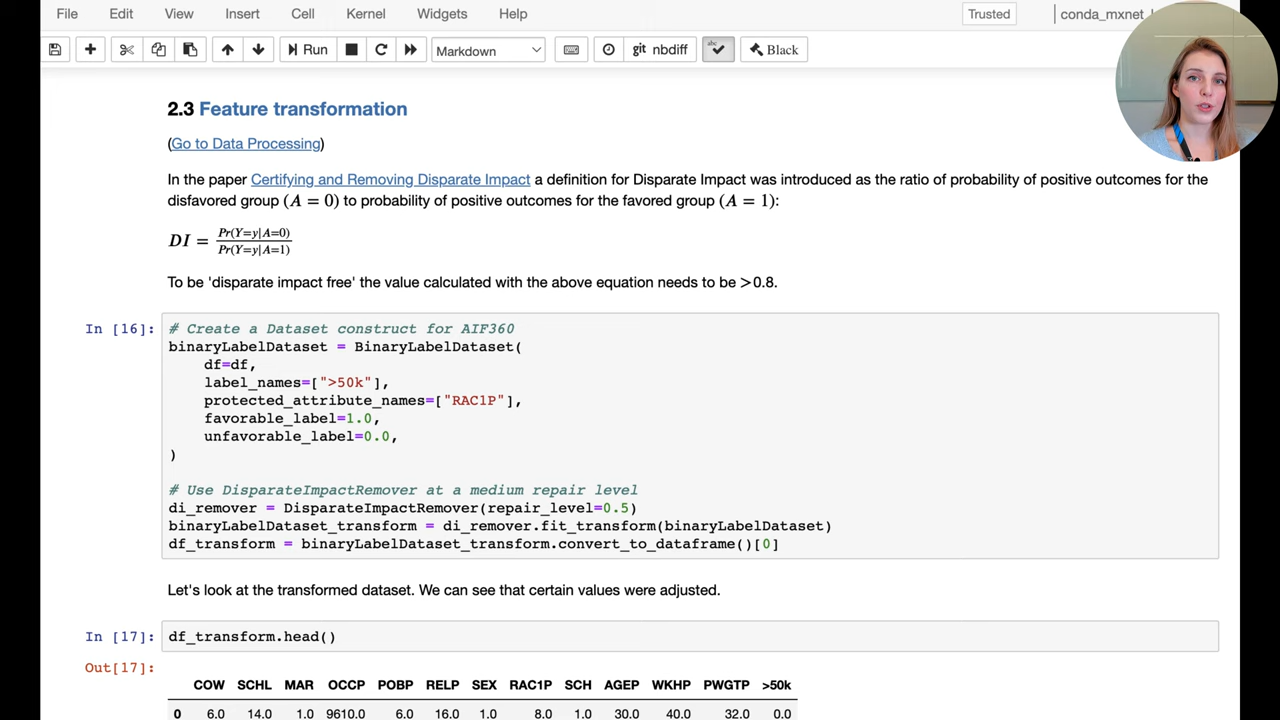 File Edit View Insert Cell Kernel Widgets Help Trusted conda_mxnet
Run Markdown git nbdiff abc Black
2.3 Feature transformation
(Go to Data Processing)
In the paper Certifying and Removing Disparate Impact a definition for Disparate Impact was introduced as the ratio of probability of positive outcomes for the
disfavored group (A = 0) to probability of positive outcomes for the favored group (A = 1):
DI = Pr(Y=y|A=0)
Pr(Y=y|A=1)
To be 'disparate impact free' the value calculated with the above equation needs to be >0.8.
In [16]: # Create a Dataset construct for AIF360
binaryLabelDataset = BinaryLabelDataset(
df=df,
label_names=[">50k"],
protected_attribute_names=["RAC1P"],
favorable_label=1.0,
unfavorable_label=0.0,
)
# Use DisparateImpactRemover at a medium repair level
di_remover = DisparateImpactRemover(repair_level=0.5)
binaryLabelDataset_transform = di_remover.fit_transform(binaryLabelDataset)
df_transform = binaryLabelDataset_transform.convert_to_dataframe()[0]
Let's look at the transformed dataset. We can see that certain values were adjusted.
In [17]: df_transform.head()
Out[17]:
COW SCHL MAR OCCP POBP RELP SEX RAC1P SCH AGEP WKHP PWGTP >50k
0 6.0 14.0 1.0 9610.0 6.0 16.0 1.0 8.0 1.0 30.0 40.0 32.0 0.0